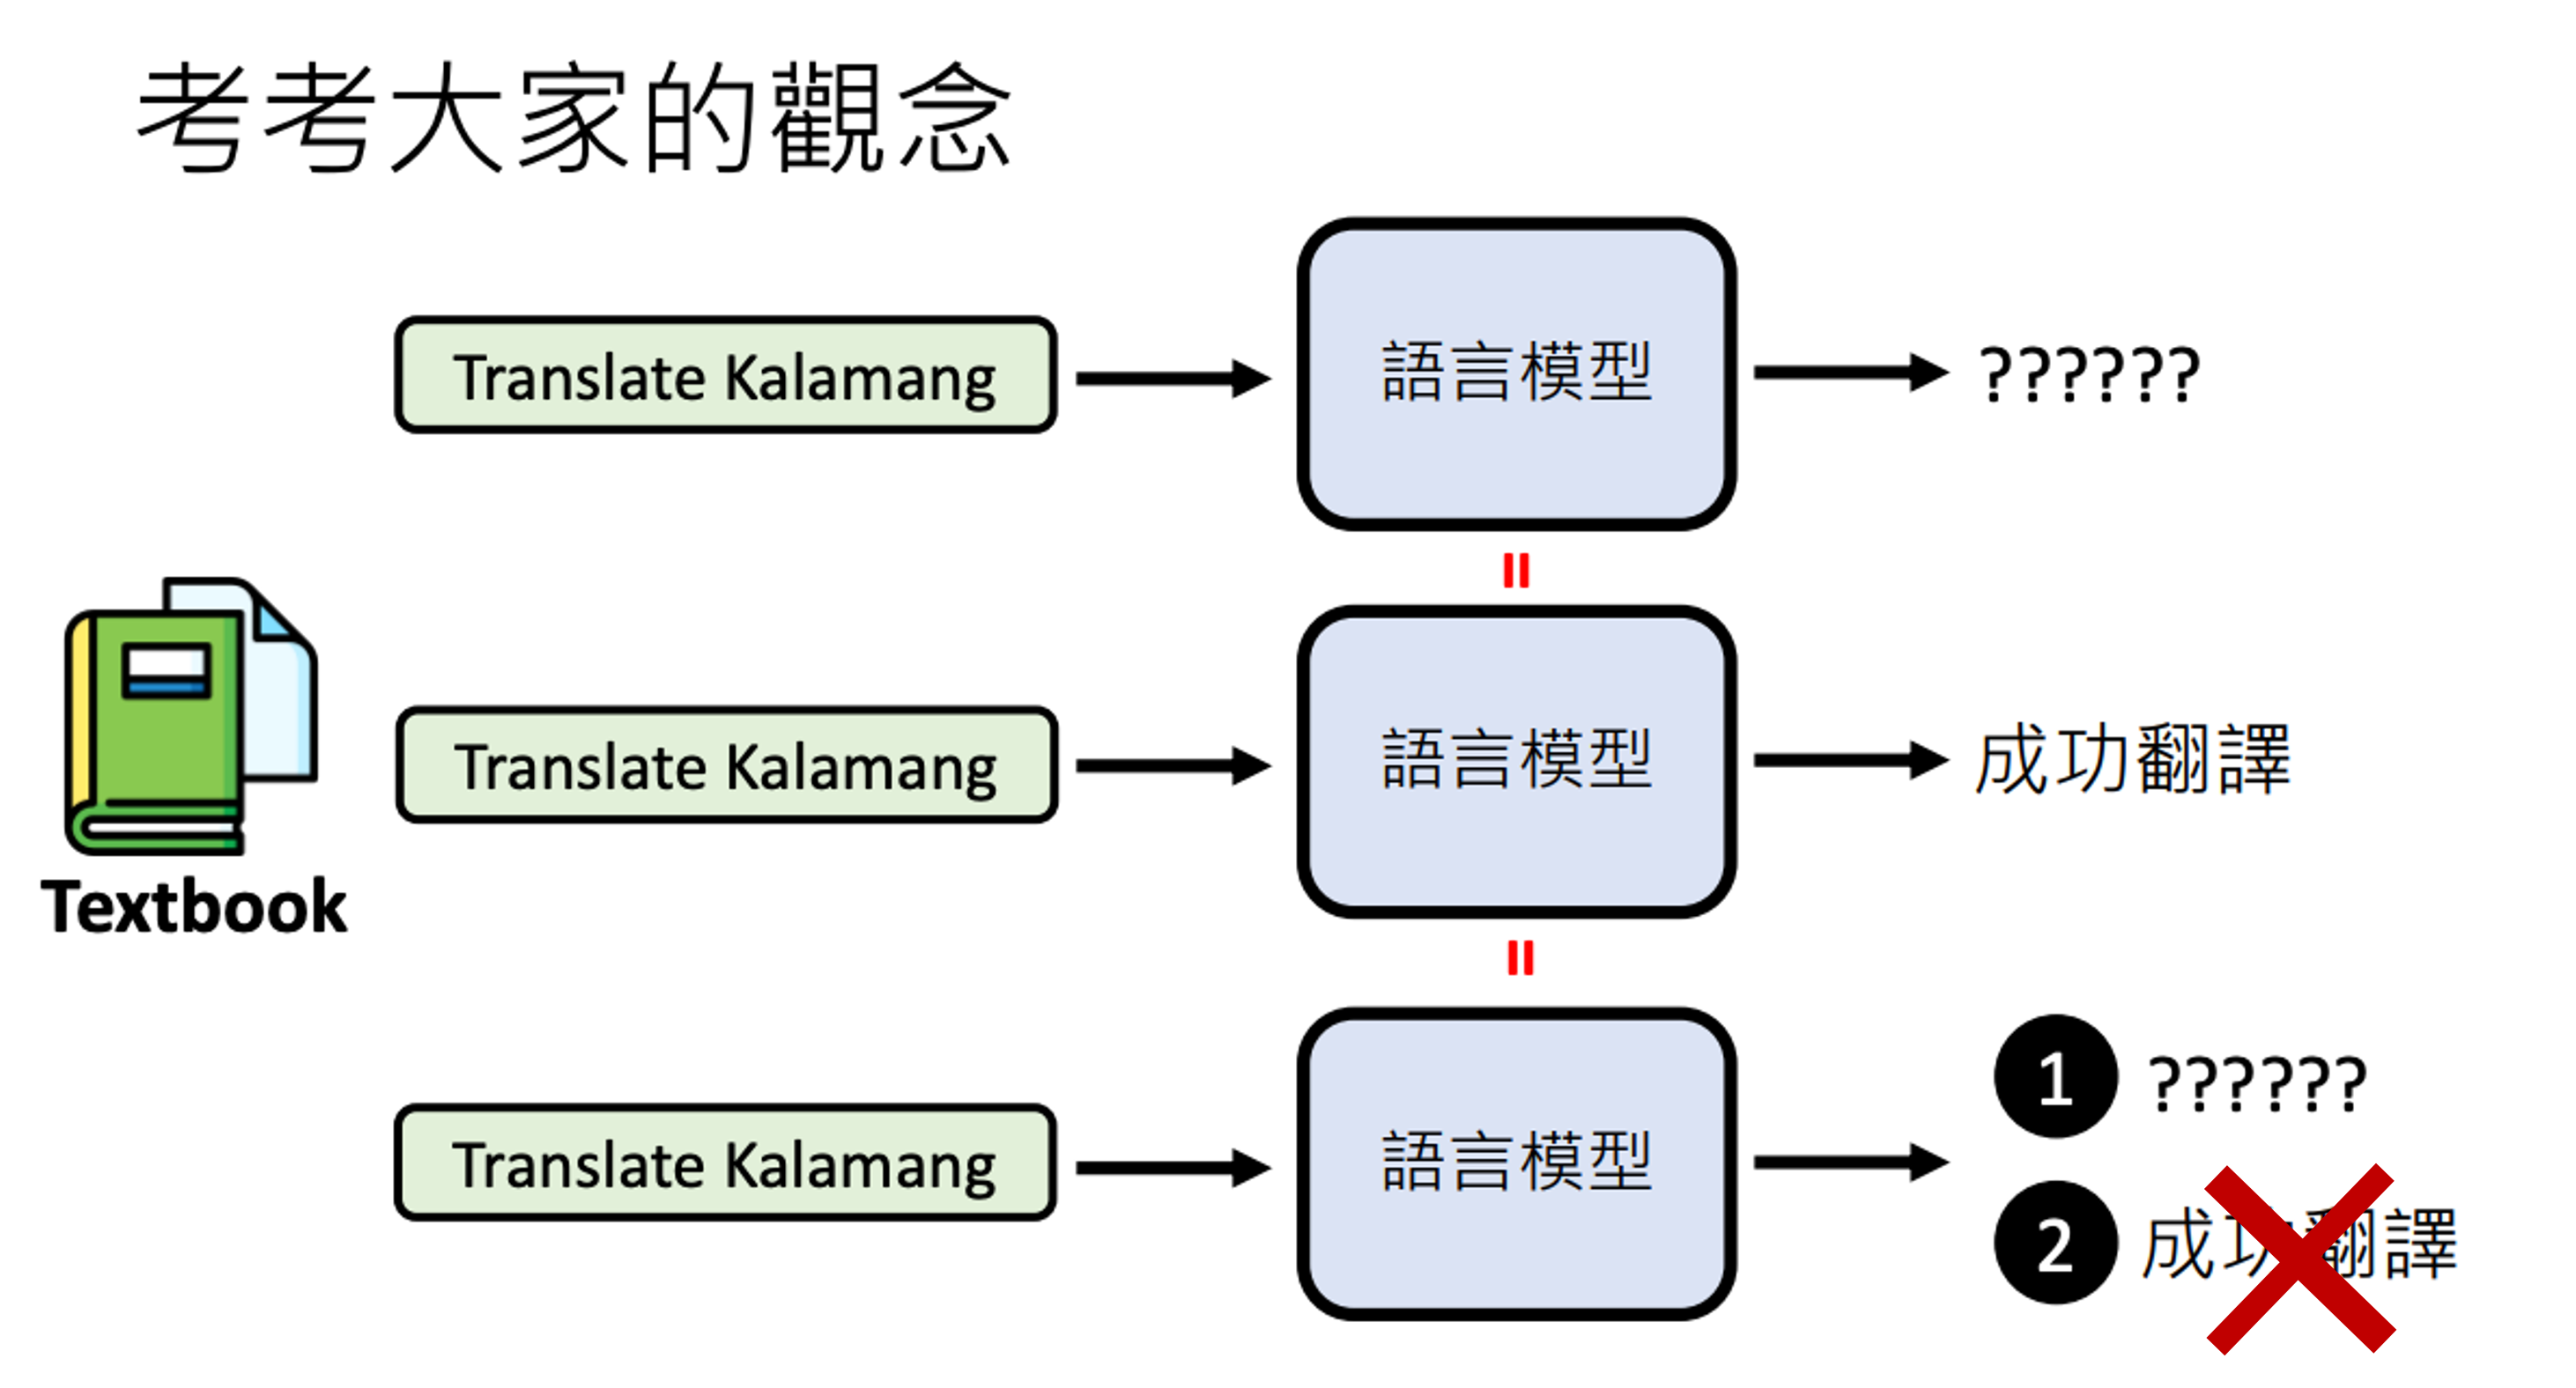 考考大家的觀念
Translate Kalamang
語言模型
??????
=
Textbook
Translate Kalamang
語言模型
成功翻譯
=
Translate Kalamang
語言模型
1 ??????
2 成功翻譯